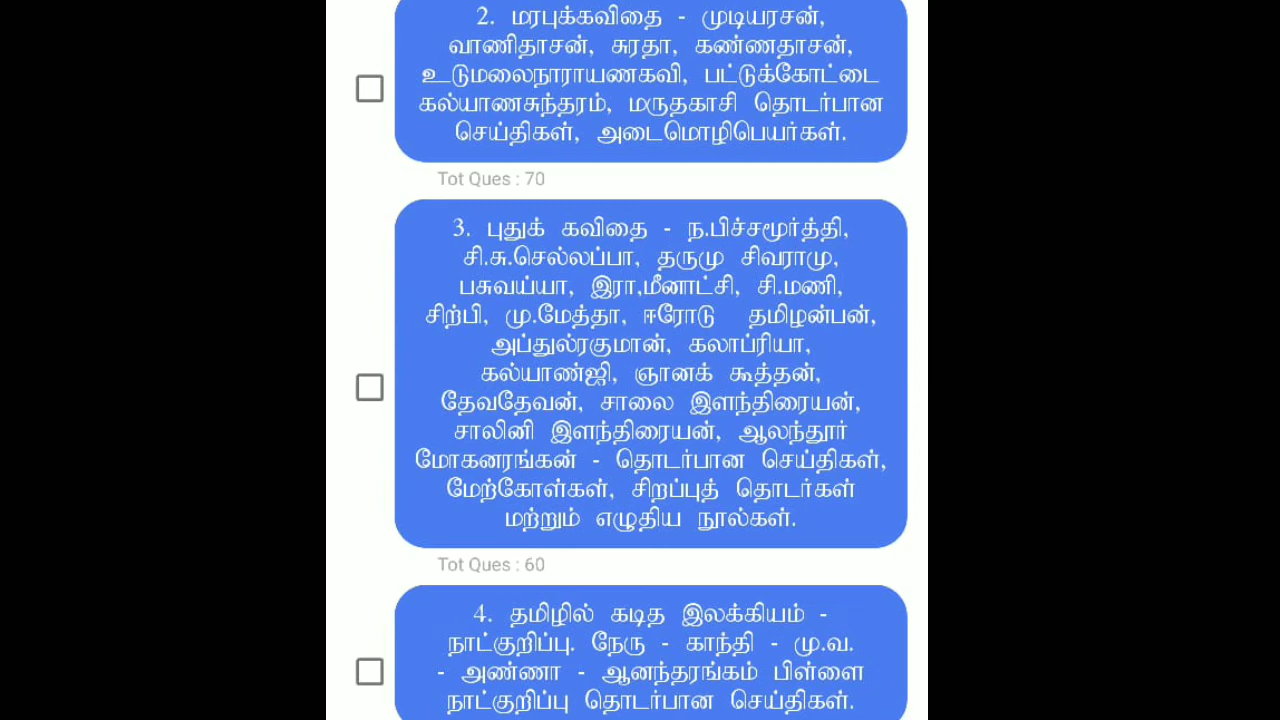 2. மரபுக்கவிதை - முடியரசன்,
வாணிதாசன், சுரதா, கண்ணதாசன்,
உடுமலைநாராயணகவி, பட்டுக்கோட்டை
கல்யாணசுந்தரம், மருதகாசி தொடர்பான
செய்திகள், அடைமொழிபெயர்கள்.
Tot Ques : 70
3. புதுக் கவிதை - ந.பிச்சமூர்த்தி,
சி.சு.செல்லப்பா, தருமு சிவராமு,
பசுவய்யா, இரா,மீனாட்சி, சி.மணி,
சிற்பி, மு.மேத்தா, ஈரோடு தமிழன்பன்,
அப்துல்ரகுமான், கலாப்ரியா,
கல்யாண்ஜி, ஞானக் கூத்தன்,
தேவதேவன், சாலை இளந்திரையன்,
சாலினி இளந்திரையன், ஆலந்தூர்
மோகனரங்கன் - தொடர்பான செய்திகள்,
மேற்கோள்கள், சிறப்புத் தொடர்கள்
மற்றும் எழுதிய நூல்கள்.
Tot Ques : 60
4. தமிழில் கடித இலக்கியம் -
நாட்குறிப்பு. நேரு - காந்தி - மு.வ.
- அண்ணா - ஆனந்தரங்கம் பிள்ளை
நாட்குறிப்பு தொடர்பான செய்திகள்.